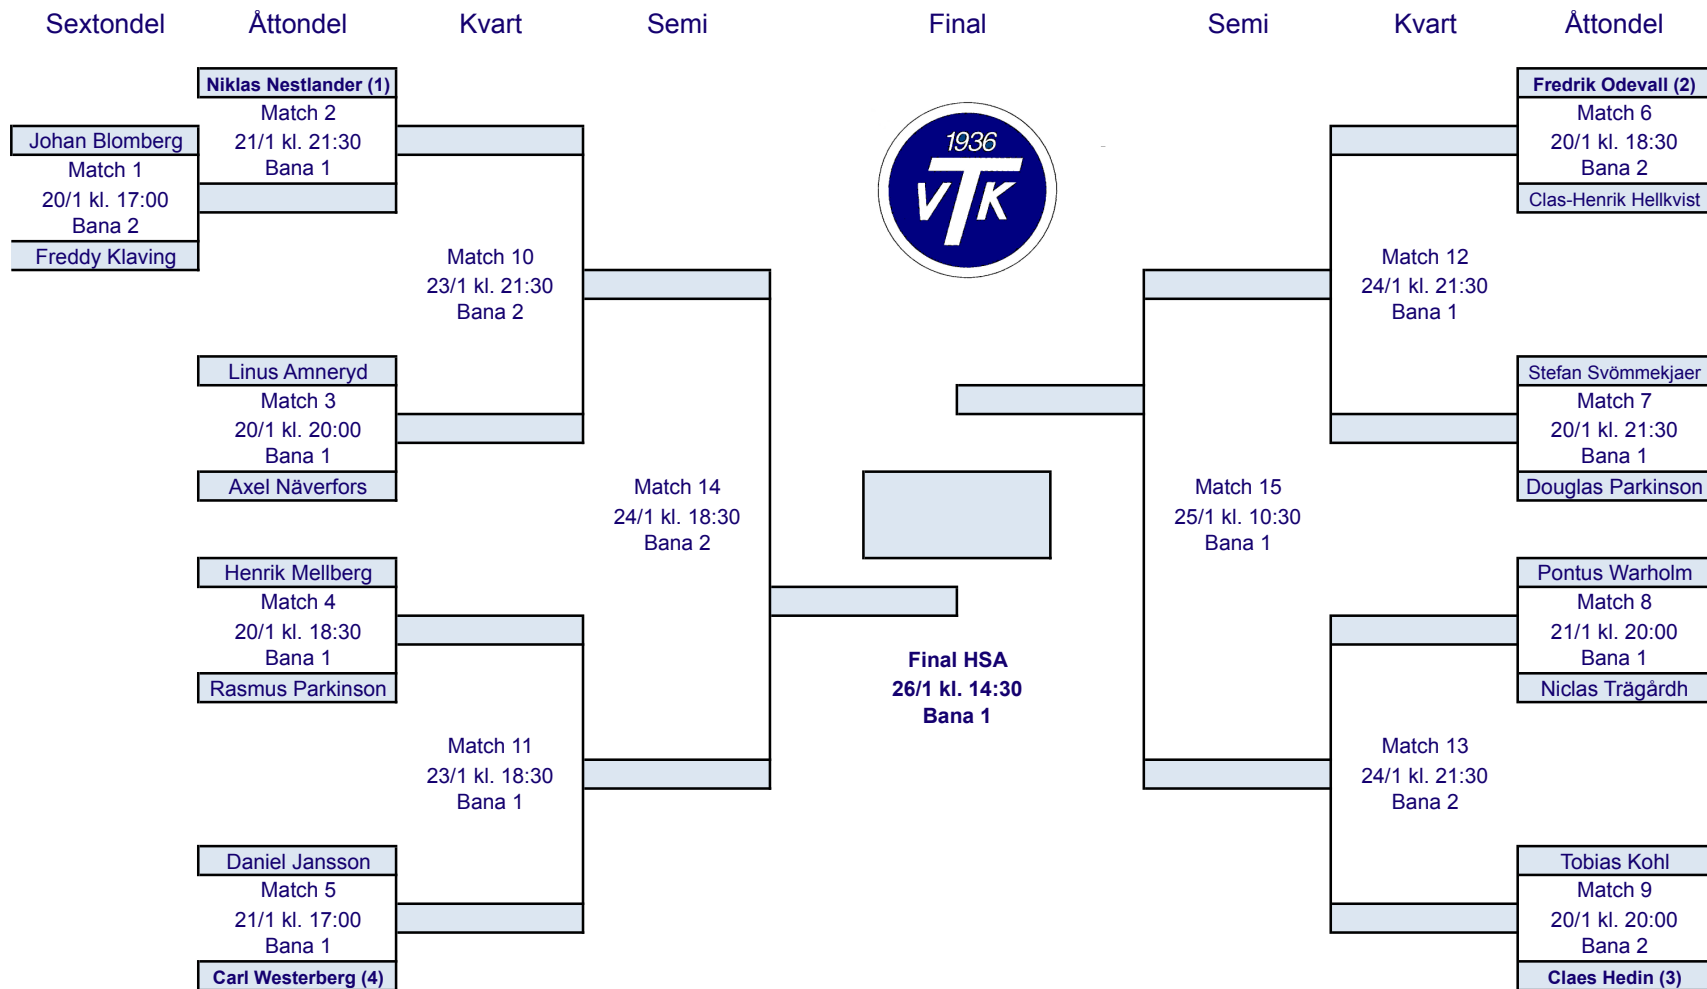 Sextondel
Åttondel
Kvart
Semi
Final
Semi
Kvart
Åttondel
Johan Blomberg
Match 1
20/1 kl. 17:00
Bana 2
Freddy Klaving
Niklas Nestlander (1)
Match 2
21/1 kl. 21:30
Bana 1
Linus Amneryd
Match 3
20/1 kl. 20:00
Bana 1
Axel Näverfors
Henrik Mellberg
Match 4
20/1 kl. 18:30
Bana 1
Rasmus Parkinson
Daniel Jansson
Match 5
21/1 kl. 17:00
Bana 1
Carl Westerberg (4)
Match 10
23/1 kl. 21:30
Bana 2
Match 11
23/1 kl. 18:30
Bana 1
Match 14
24/1 kl. 18:30
Bana 2
1936
VTK
Final HSA
26/1 kl. 14:30
Bana 1
Match 15
25/1 kl. 10:30
Bana 1
Match 12
24/1 kl. 21:30
Bana 1
Match 13
24/1 kl. 21:30
Bana 2
Fredrik Odevall (2)
Match 6
20/1 kl. 18:30
Bana 2
Clas-Henrik Hellkvist
Stefan Svömmekjaer
Match 7
20/1 kl. 21:30
Bana 1
Douglas Parkinson
Pontus Warholm
Match 8
21/1 kl. 20:00
Bana 1
Niclas Trägårdh
Tobias Kohl
Match 9
20/1 kl. 20:00
Bana 2
Claes Hedin (3)